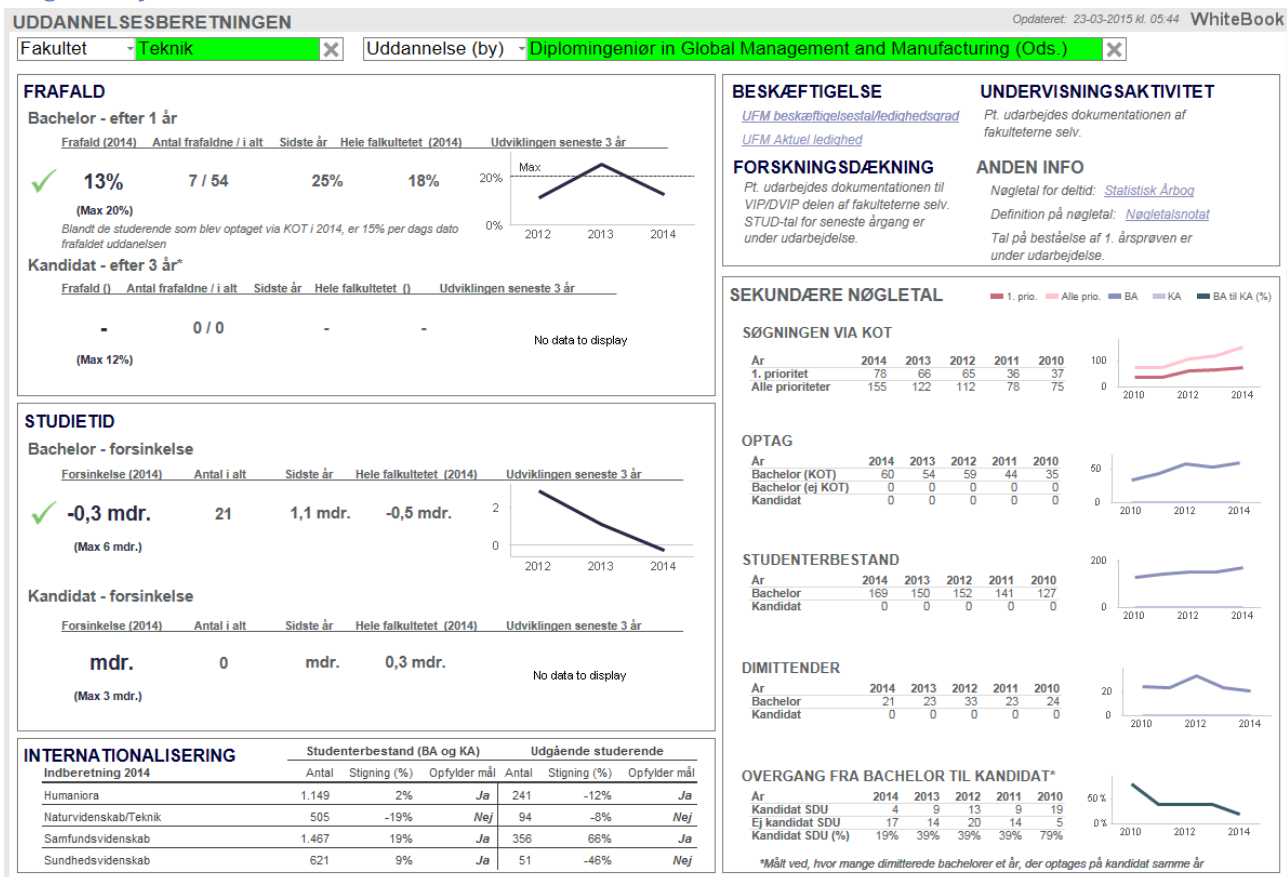 UDDANNELSESBERETNINGEN
Opdateret: 23-03-2015 kl. 05:44 WhiteBook
Fakultet Teknik Uddannelse (by) Diplomingeniør in Global Management and Manufacturing (Ods.)
FRAFALD
Bachelor - efter 1 år
Frafald (2014) Antal frafaldne / i alt Sidste år Hele falkultetet (2014) Udviklingen seneste 3 år
13% 7 / 54 25% 18%
(Max 20%)
Max
20%
0%
2012 2013 2014
Blandt de studerende som blev optaget via KOT i 2014, er 15% per dags dato
frafaldet uddanelsen
Kandidat - efter 3 år*
Frafald () Antal frafaldne / i alt Sidste år Hele falkultetet () Udviklingen seneste 3 år
- 0 / 0 - -
No data to display
(Max 12%)
STUDIETID
Bachelor - forsinkelse
Forsinkelse (2014) Antal i alt Sidste år Hele falkultetet (2014) Udviklingen seneste 3 år
-0,3 mdr. 21 1,1 mdr. -0,5 mdr.
(Max 6 mdr.)
2
0
2012 2013 2014
Kandidat - forsinkelse
Forsinkelse (2014) Antal i alt Sidste år Hele falkultetet (2014) Udviklingen seneste 3 år
mdr. 0 mdr. 0,3 mdr.
No data to display
(Max 3 mdr.)
INTERNATIONALISERING Studenterbestand (BA og KA) Udgående studerende
Indberetning 2014 Antal Stigning (%) Opfylder mål Antal Stigning (%) Opfylder mål
Humaniora 1.149 2% Ja 241 -12% Ja
Naturvidenskab/Teknik 505 -19% Nej 94 -8% Nej
Samfundsvidenskab 1.467 19% Ja 356 66% Ja
Sundhedsvidenskab 621 9% Ja 51 -46% Nej
BESKÆFTIGELSE
UFM beskæftigelsestal/ledighedsgrad
UFM Aktuel ledighed
UNDERVISNINGSAKTIVITET
Pt. udarbejdes dokumentationen af
fakulteterne selv.
FORSKNINGSDÆKNING
Pt. udarbejdes dokumentationen til
VIP/DVIP delen af fakulteterne selv.
STUD-tal for seneste årgang er
under udarbejdelse.
ANDEN INFO
Nøgletal for deltid: Statistisk Årbog
Definition på nøgletal: Nøgletalsnotat
Tal på beståelse af 1. årsprøven er
under udarbejdelse.
SEKUNDÆRE NØGLETAL
1. prio. Alle prio. BA KA BA til KA (%)
SØGNINGEN VIA KOT
År 2014 2013 2012 2011 2010
1. prioritet 78 66 65 36 37
Alle prioriteter 155 122 112 78 75
100
0
2010 2012 2014
OPTAG
År 2014 2013 2012 2011 2010
Bachelor (KOT) 60 54 59 44 35
Bachelor (ej KOT) 0 0 0 0 0
Kandidat 0 0 0 0 0
50
0
2010 2012 2014
STUDENTERBESTAND
År 2014 2013 2012 2011 2010
Bachelor 169 150 152 141 127
Kandidat 0 0 0 0 0
200
0
2010 2012 2014
DIMITTENDER
År 2014 2013 2012 2011 2010
Bachelor 21 23 33 23 24
Kandidat 0 0 0 0 0
20
0
2010 2012 2014
OVERGANG FRA BACHELOR TIL KANDIDAT*
År 2014 2013 2012 2011 2010
Kandidat SDU 4 9 13 9 19
Ej kandidat SDU 17 14 20 14 5
Kandidat SDU (%) 19% 39% 39% 39% 79%
50 %
0 %
2010 2012 2014
*Målt ved, hvor mange dimitterede bachelorer et år, der optages på kandidat samme år